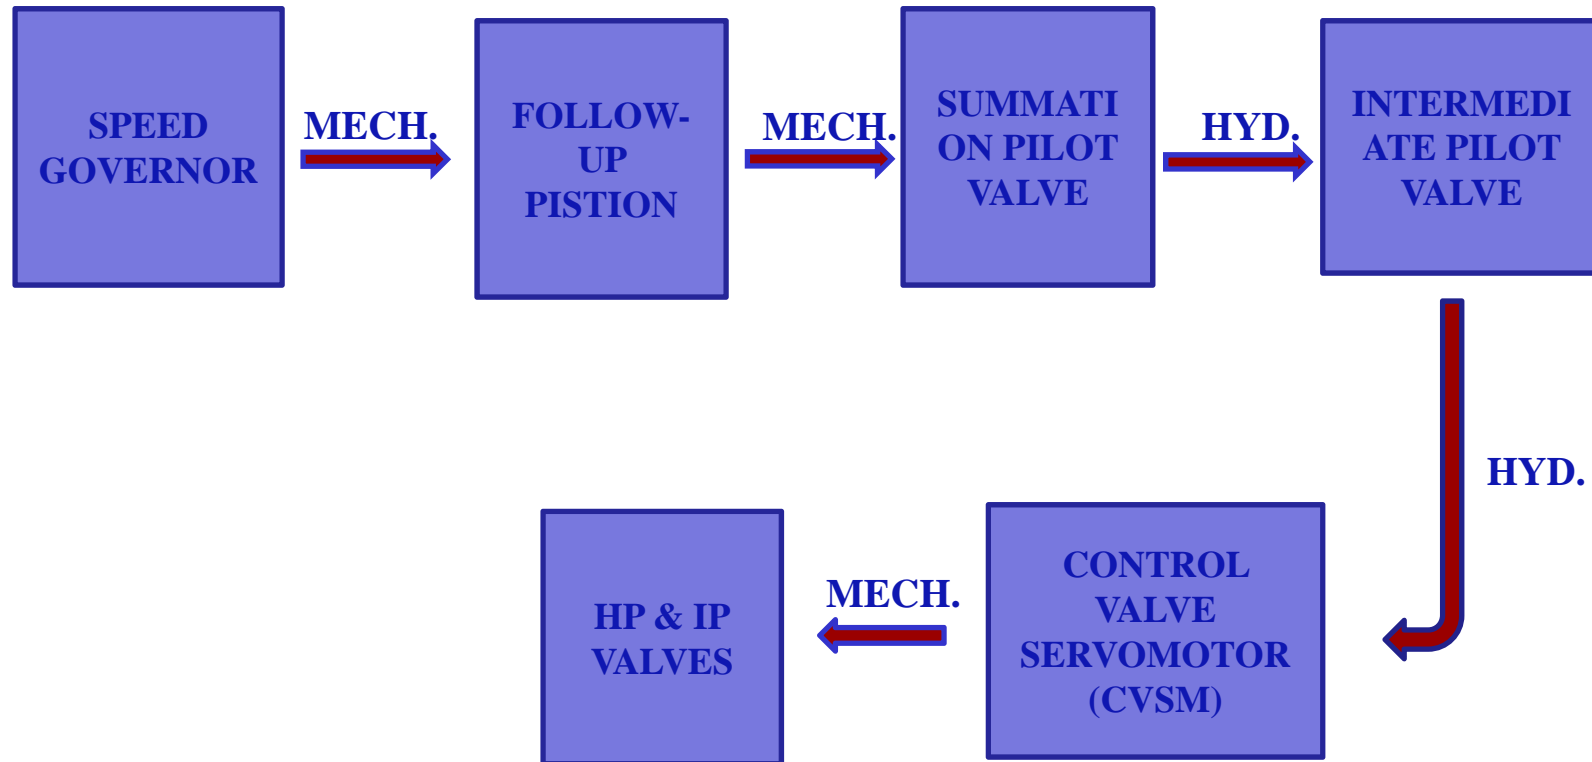 SPEED
GOVERNOR
MECH.
FOLLOW-
UP
PISTION
MECH.
SUMMATI
ON PILOT
VALVE
HYD.
INTERMEDI
ATE PILOT
VALVE
HYD.
CONTROL
VALVE
SERVOMOTOR
(CVSM)
MECH.
HP & IP
VALVES